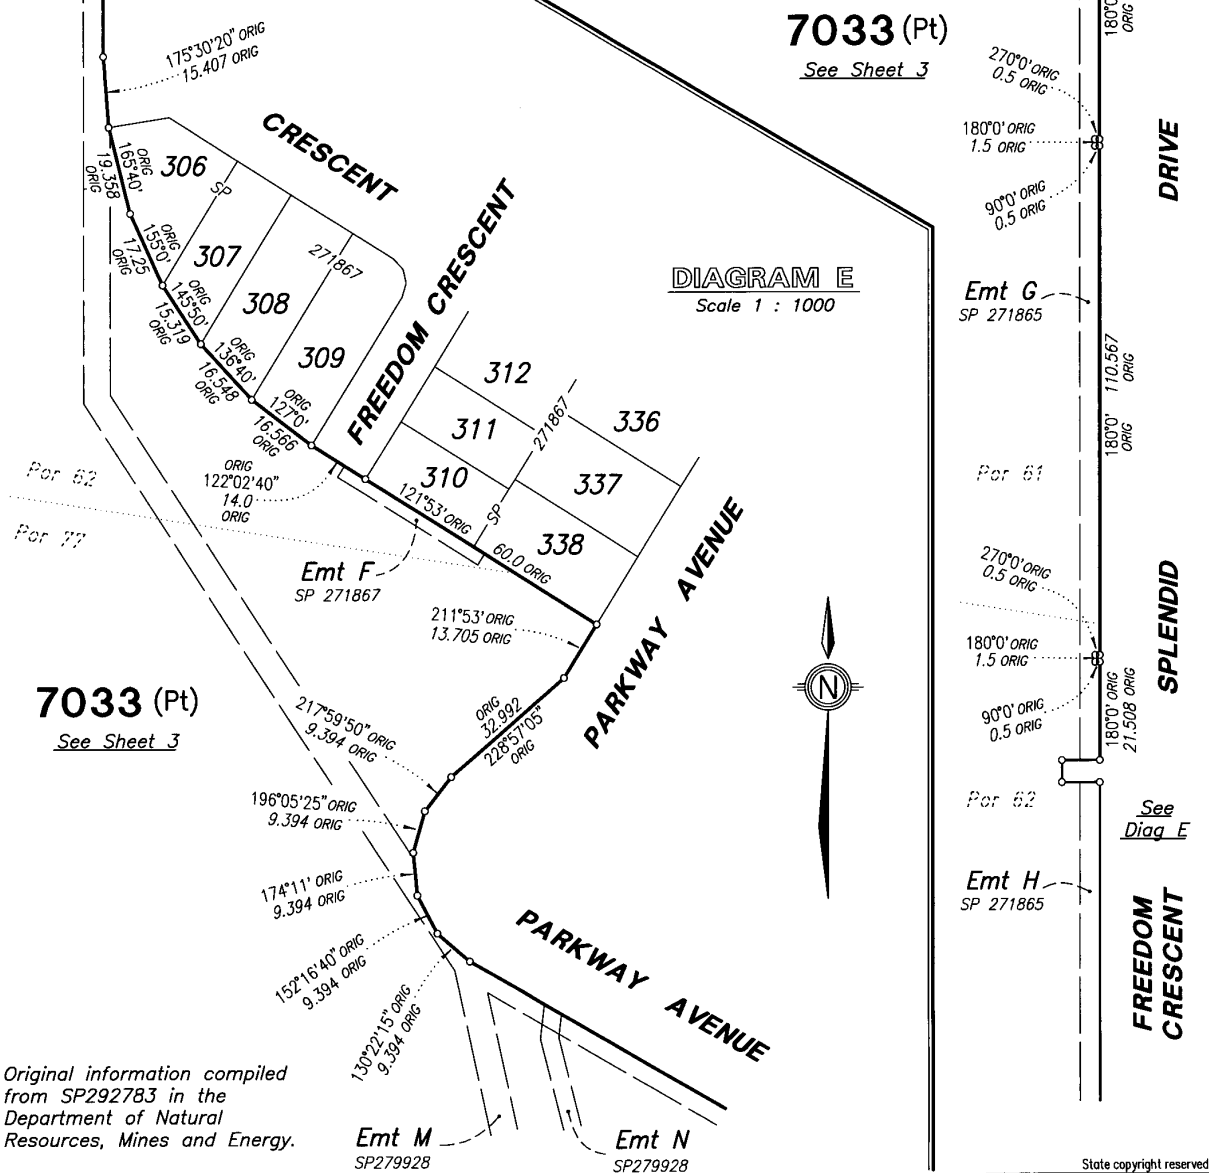 7033 (Pt)
See Sheet 3
175°30'20" ORIG
15.407 ORIG
CRESCENT
306
SP
307
308
271867
309
ORIG
165°40'
19.358
ORIG
ORIG
155°0'
17.25
ORIG
ORIG
145°50'
15.319
ORIG
ORIG
136°40'
16.548
ORIG
ORIG
127°0'
16.566
ORIG
ORIG
122°02'40"
14.0
ORIG
FREEDOM CRESCENT
312
311
310
336
337
338
271867
SP
121°53' ORIG
60.0 ORIG
Por 62
Por 77
Emt F
SP 271867
211°53' ORIG
13.705 ORIG
PARKWAY AVENUE
ORIG
32.992
228°57'05"
ORIG
7033 (Pt)
See Sheet 3
217°59'50" ORIG
9.394 ORIG
196°05'25" ORIG
9.394 ORIG
174°11' ORIG
9.394 ORIG
152°16'40" ORIG
9.394 ORIG
130°22'15" ORIG
9.394 ORIG
PARKWAY AVENUE
Original information compiled
from SP292783 in the
Department of Natural
Resources, Mines and Energy.
Emt M
SP279928
Emt N
SP279928
DIAGRAM E
Scale 1 : 1000
N
ORIG
270°0' ORIG
0.5 ORIG
180°0' ORIG
1.5 ORIG
90°0' ORIG
0.5 ORIG
DRIVE
Emt G
SP 271865
110.567
ORIG
180°0'
ORIG
Por 61
270°0' ORIG
0.5 ORIG
180°0' ORIG
1.5 ORIG
90°0' ORIG
0.5 ORIG
SPLENDID
180°0' ORIG
21.508 ORIG
Por 62
See
Diag E
Emt H
SP 271865
FREEDOM
CRESCENT
State copyright reserved